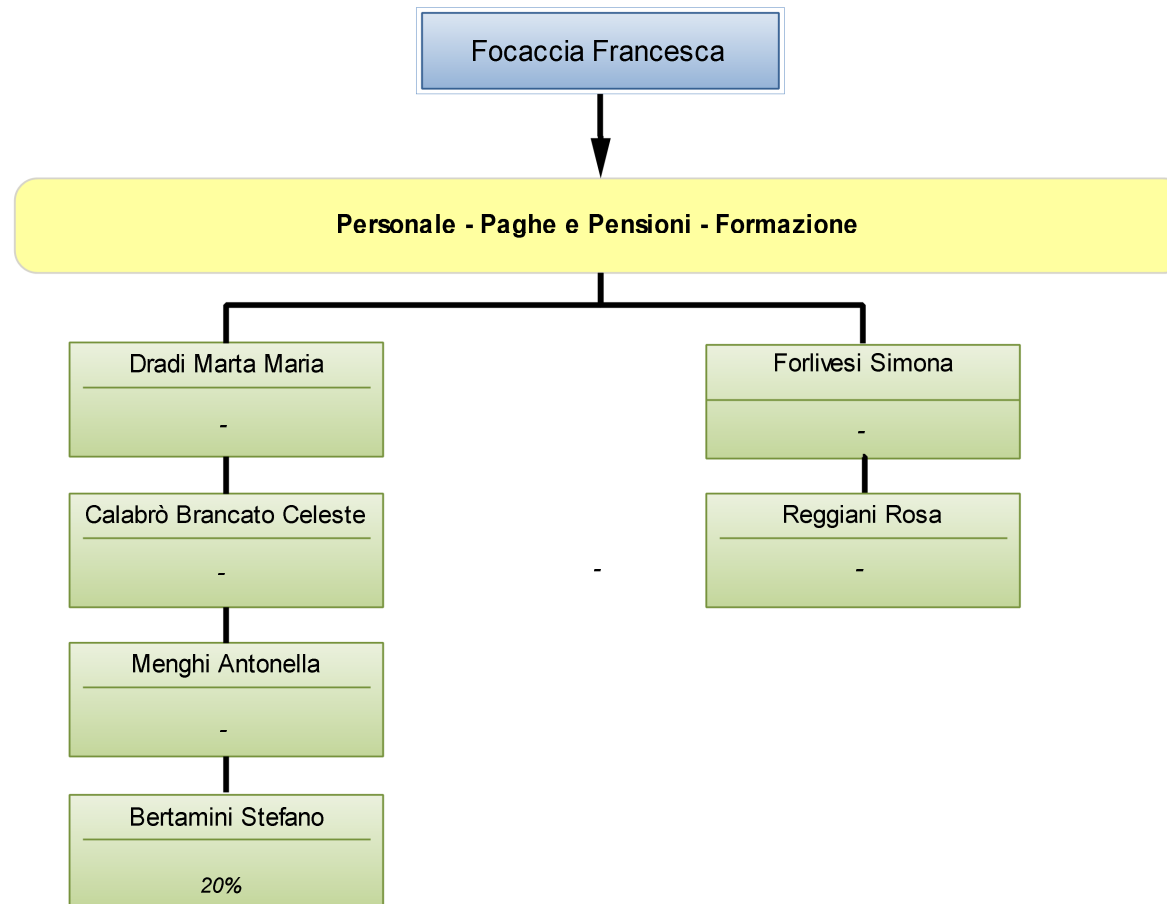 Focaccia Francesca
Personale - Paghe e Pensioni - Formazione
Dradi Marta Maria
-
Forlivesi Simona
-
Calabrò Brancato Celeste
-
-
Reggiani Rosa
-
Menghi Antonella
-
Bertamini Stefano
20%